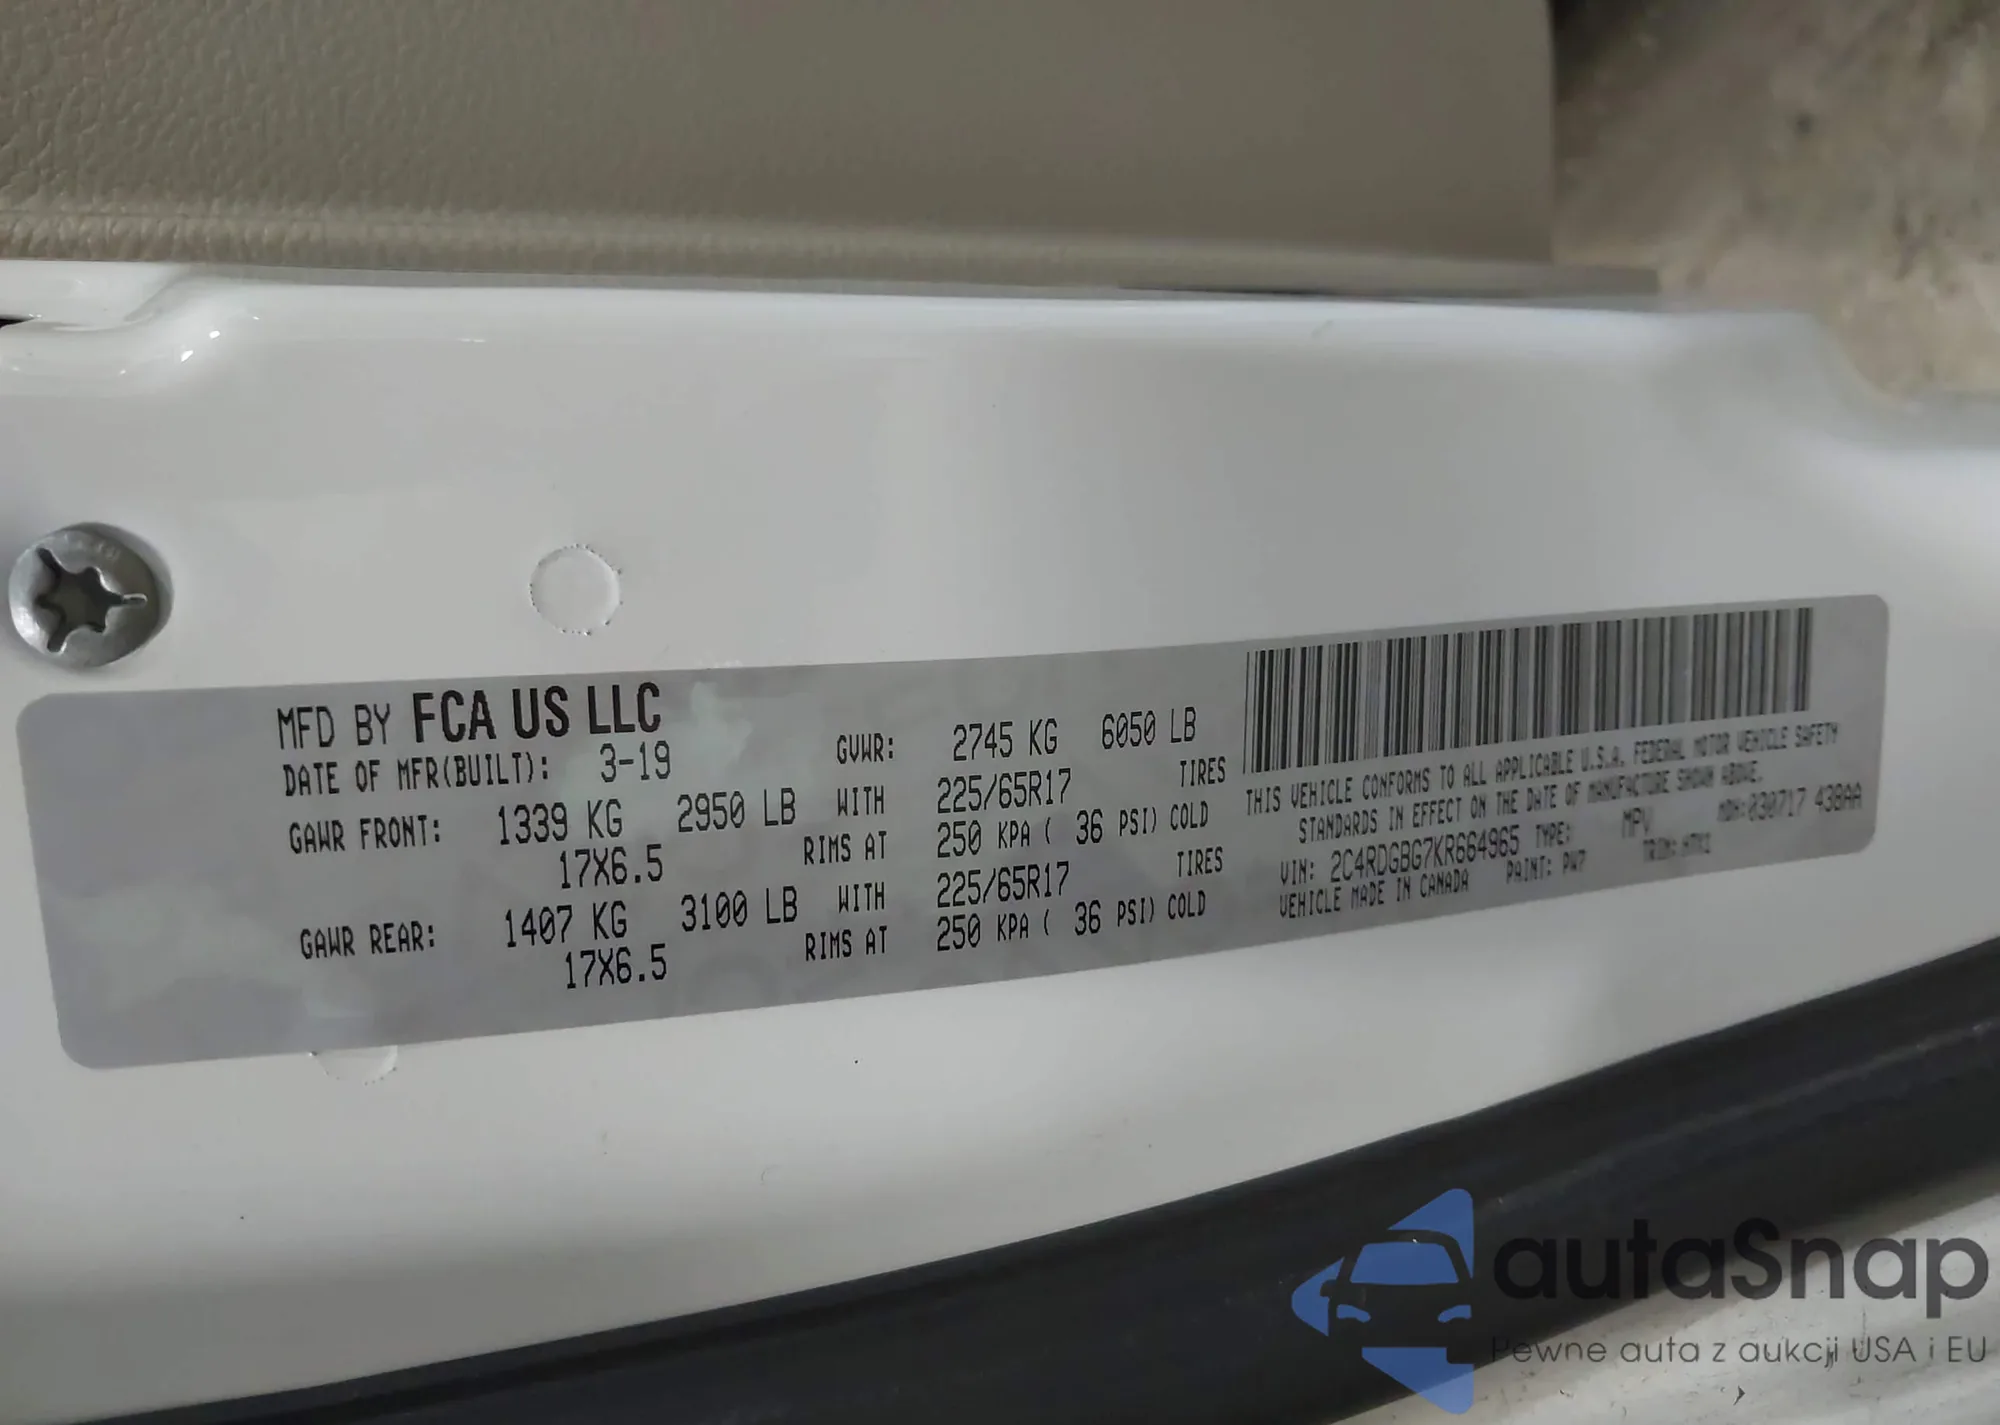 MFD BY FCA US LLC
DATE OF MFR(BUILT): 3-19 GVWR: 2745 KG 6050 LB
GAWR FRONT: 1339 KG 2950 LB WITH 225/65R17 TIRES
17X6.5 RIMS AT 250 KPA ( 36 PSI) COLD
GAWR REAR: 1407 KG 3100 LB WITH 225/65R17 TIRES
17X6.5 RIMS AT 250 KPA ( 36 PSI) COLD
THIS VEHICLE CONFORMS TO ALL APPLICABLE U.S.A. FEDERAL MOTOR VEHICLE SAFETY
STANDARDS IN EFFECT ON THE DATE OF MANUFACTURE SHOWN ABOVE.
VIN: 2C4RDGBG7KR664965 TYPE: MPV MDH:030717 438AA
VEHICLE MADE IN CANADA PAINT: PW7 TRIM:
autaSnap
Pewne auta z aukcji USA i EU